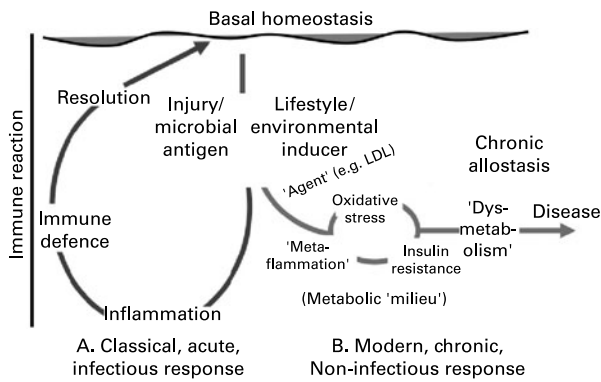 Basal homeostasis
Immune reaction
Resolution
Injury/
microbial
antigen
Lifestyle/
environmental
inducer
'Agent' (e.g. LDL)
Oxidative
stress
Chronic
allostasis
Immune
defence
'Meta-
flammation'
Insulin
resistance
'Dys-
metab-
olism'
Disease
Inflammation
(Metabolic 'milieu')
A. Classical, acute,
infectious response
B. Modern, chronic,
Non-infectious response